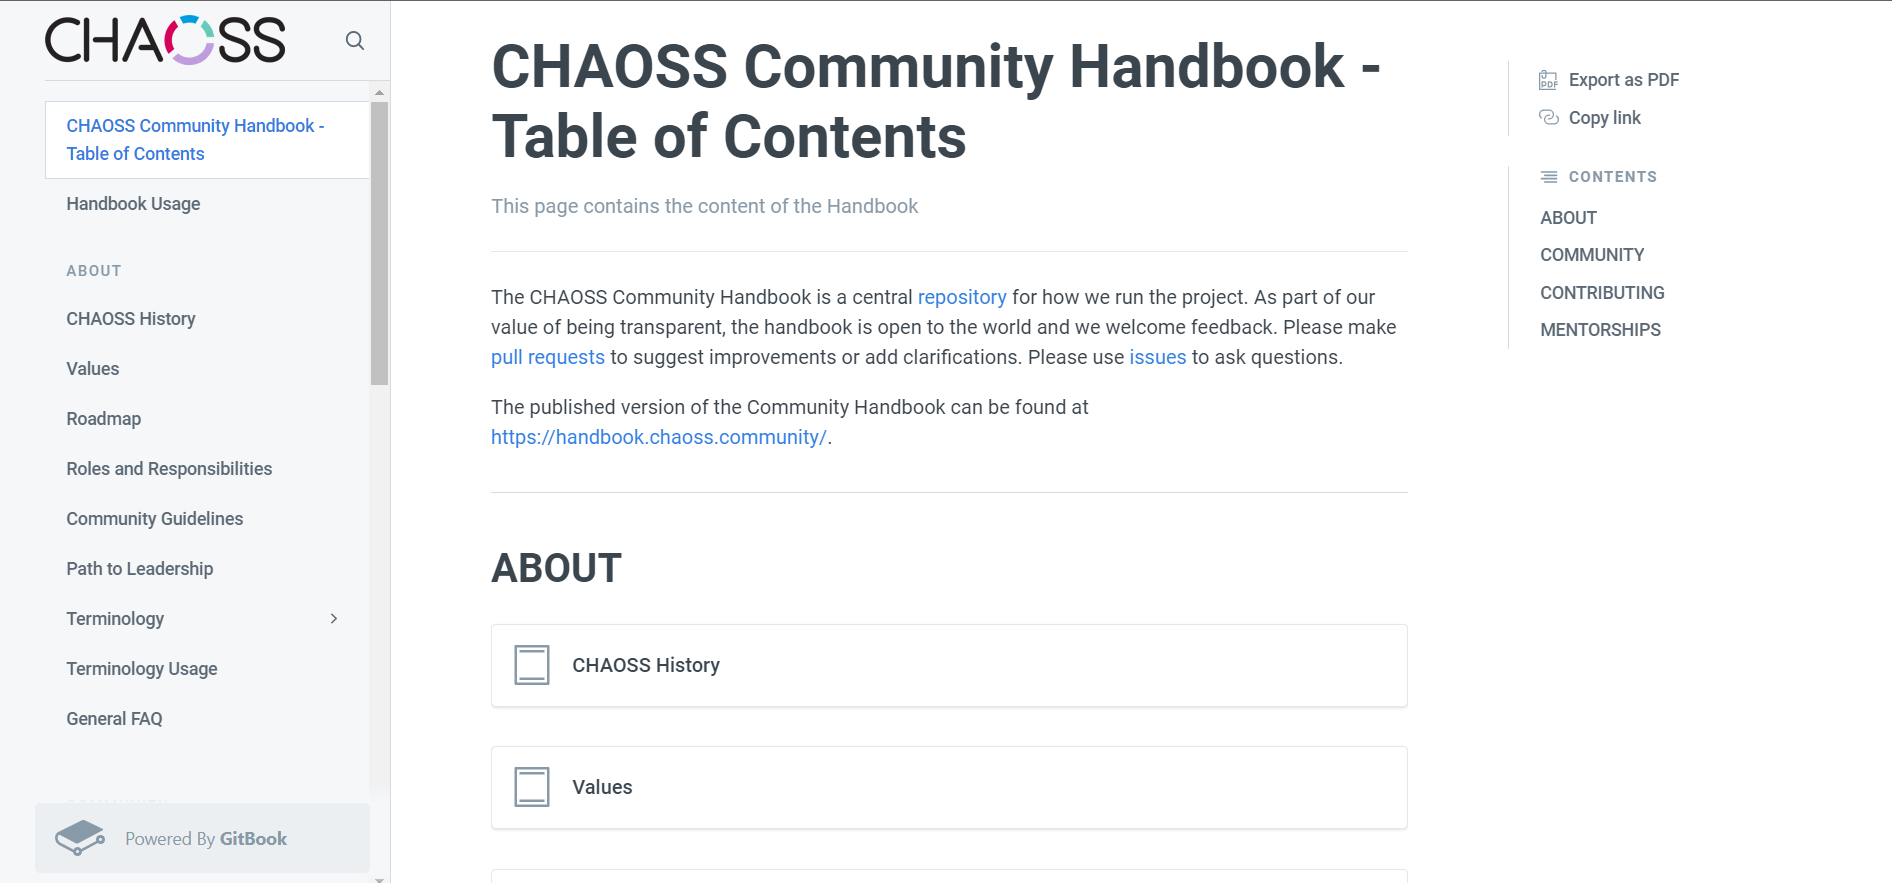 CHAOSS
CHAOSS Community Handbook -
Table of Contents
Handbook Usage
ABOUT
CHAOSS History
Values
Roadmap
Roles and Responsibilities
Community Guidelines
Path to Leadership
Terminology
Terminology Usage
General FAQ
Powered By GitBook
CHAOSS Community Handbook -
Table of Contents
This page contains the content of the Handbook
The CHAOSS Community Handbook is a central repository for how we run the project. As part of our
value of being transparent, the handbook is open to the world and we welcome feedback. Please make
pull requests to suggest improvements or add clarifications. Please use issues to ask questions.
The published version of the Community Handbook can be found at
https://handbook.chaoss.community/.
ABOUT
CHAOSS History
Values
PDF
Export as PDF
Copy link
CONTENTS
ABOUT
COMMUNITY
CONTRIBUTING
MENTORSHIPS